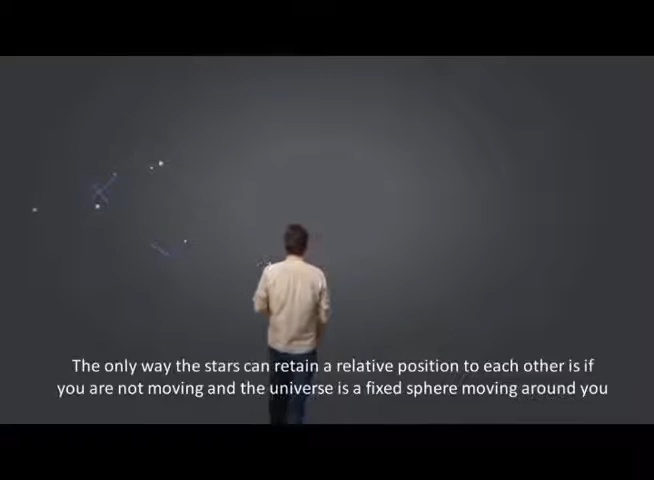 The only way the stars can retain a relative position to each other is if
you are not moving and the universe is a fixed sphere moving around you